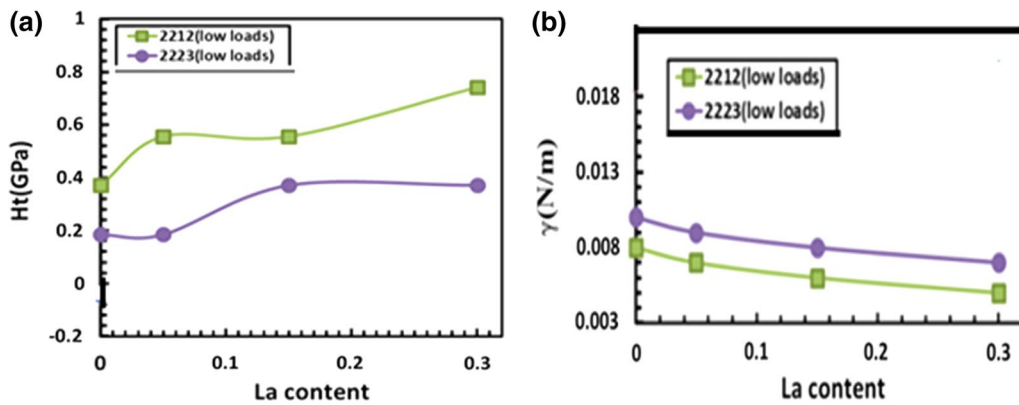 (a)
1
0.8
0.6
0.4
0.2
0
-0.2
Ht(GPa)
2212(low loads)
2223(low loads)
0
0.1
0.2
0.3
La content
(b)
0.018
0.013
0.008
0.003
γ(N/m)
2212(low loads)
2223(low loads)
0
0.1
0.2
0.3
La content